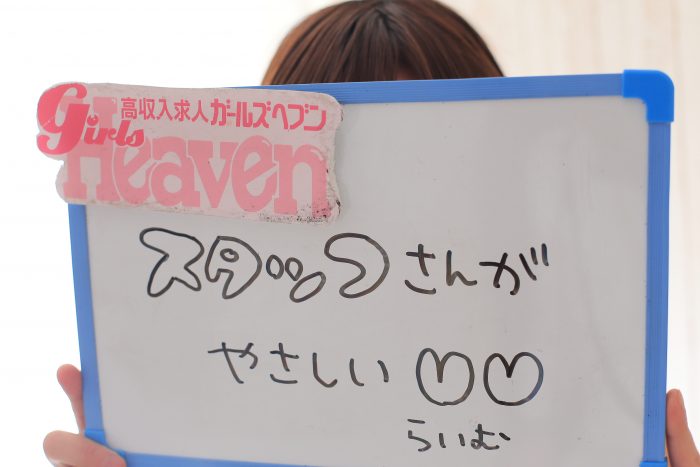 高収入求人ガールズヘブン
Girls
Heaven
スタッフさんが
やさしい♡♡
らいむ